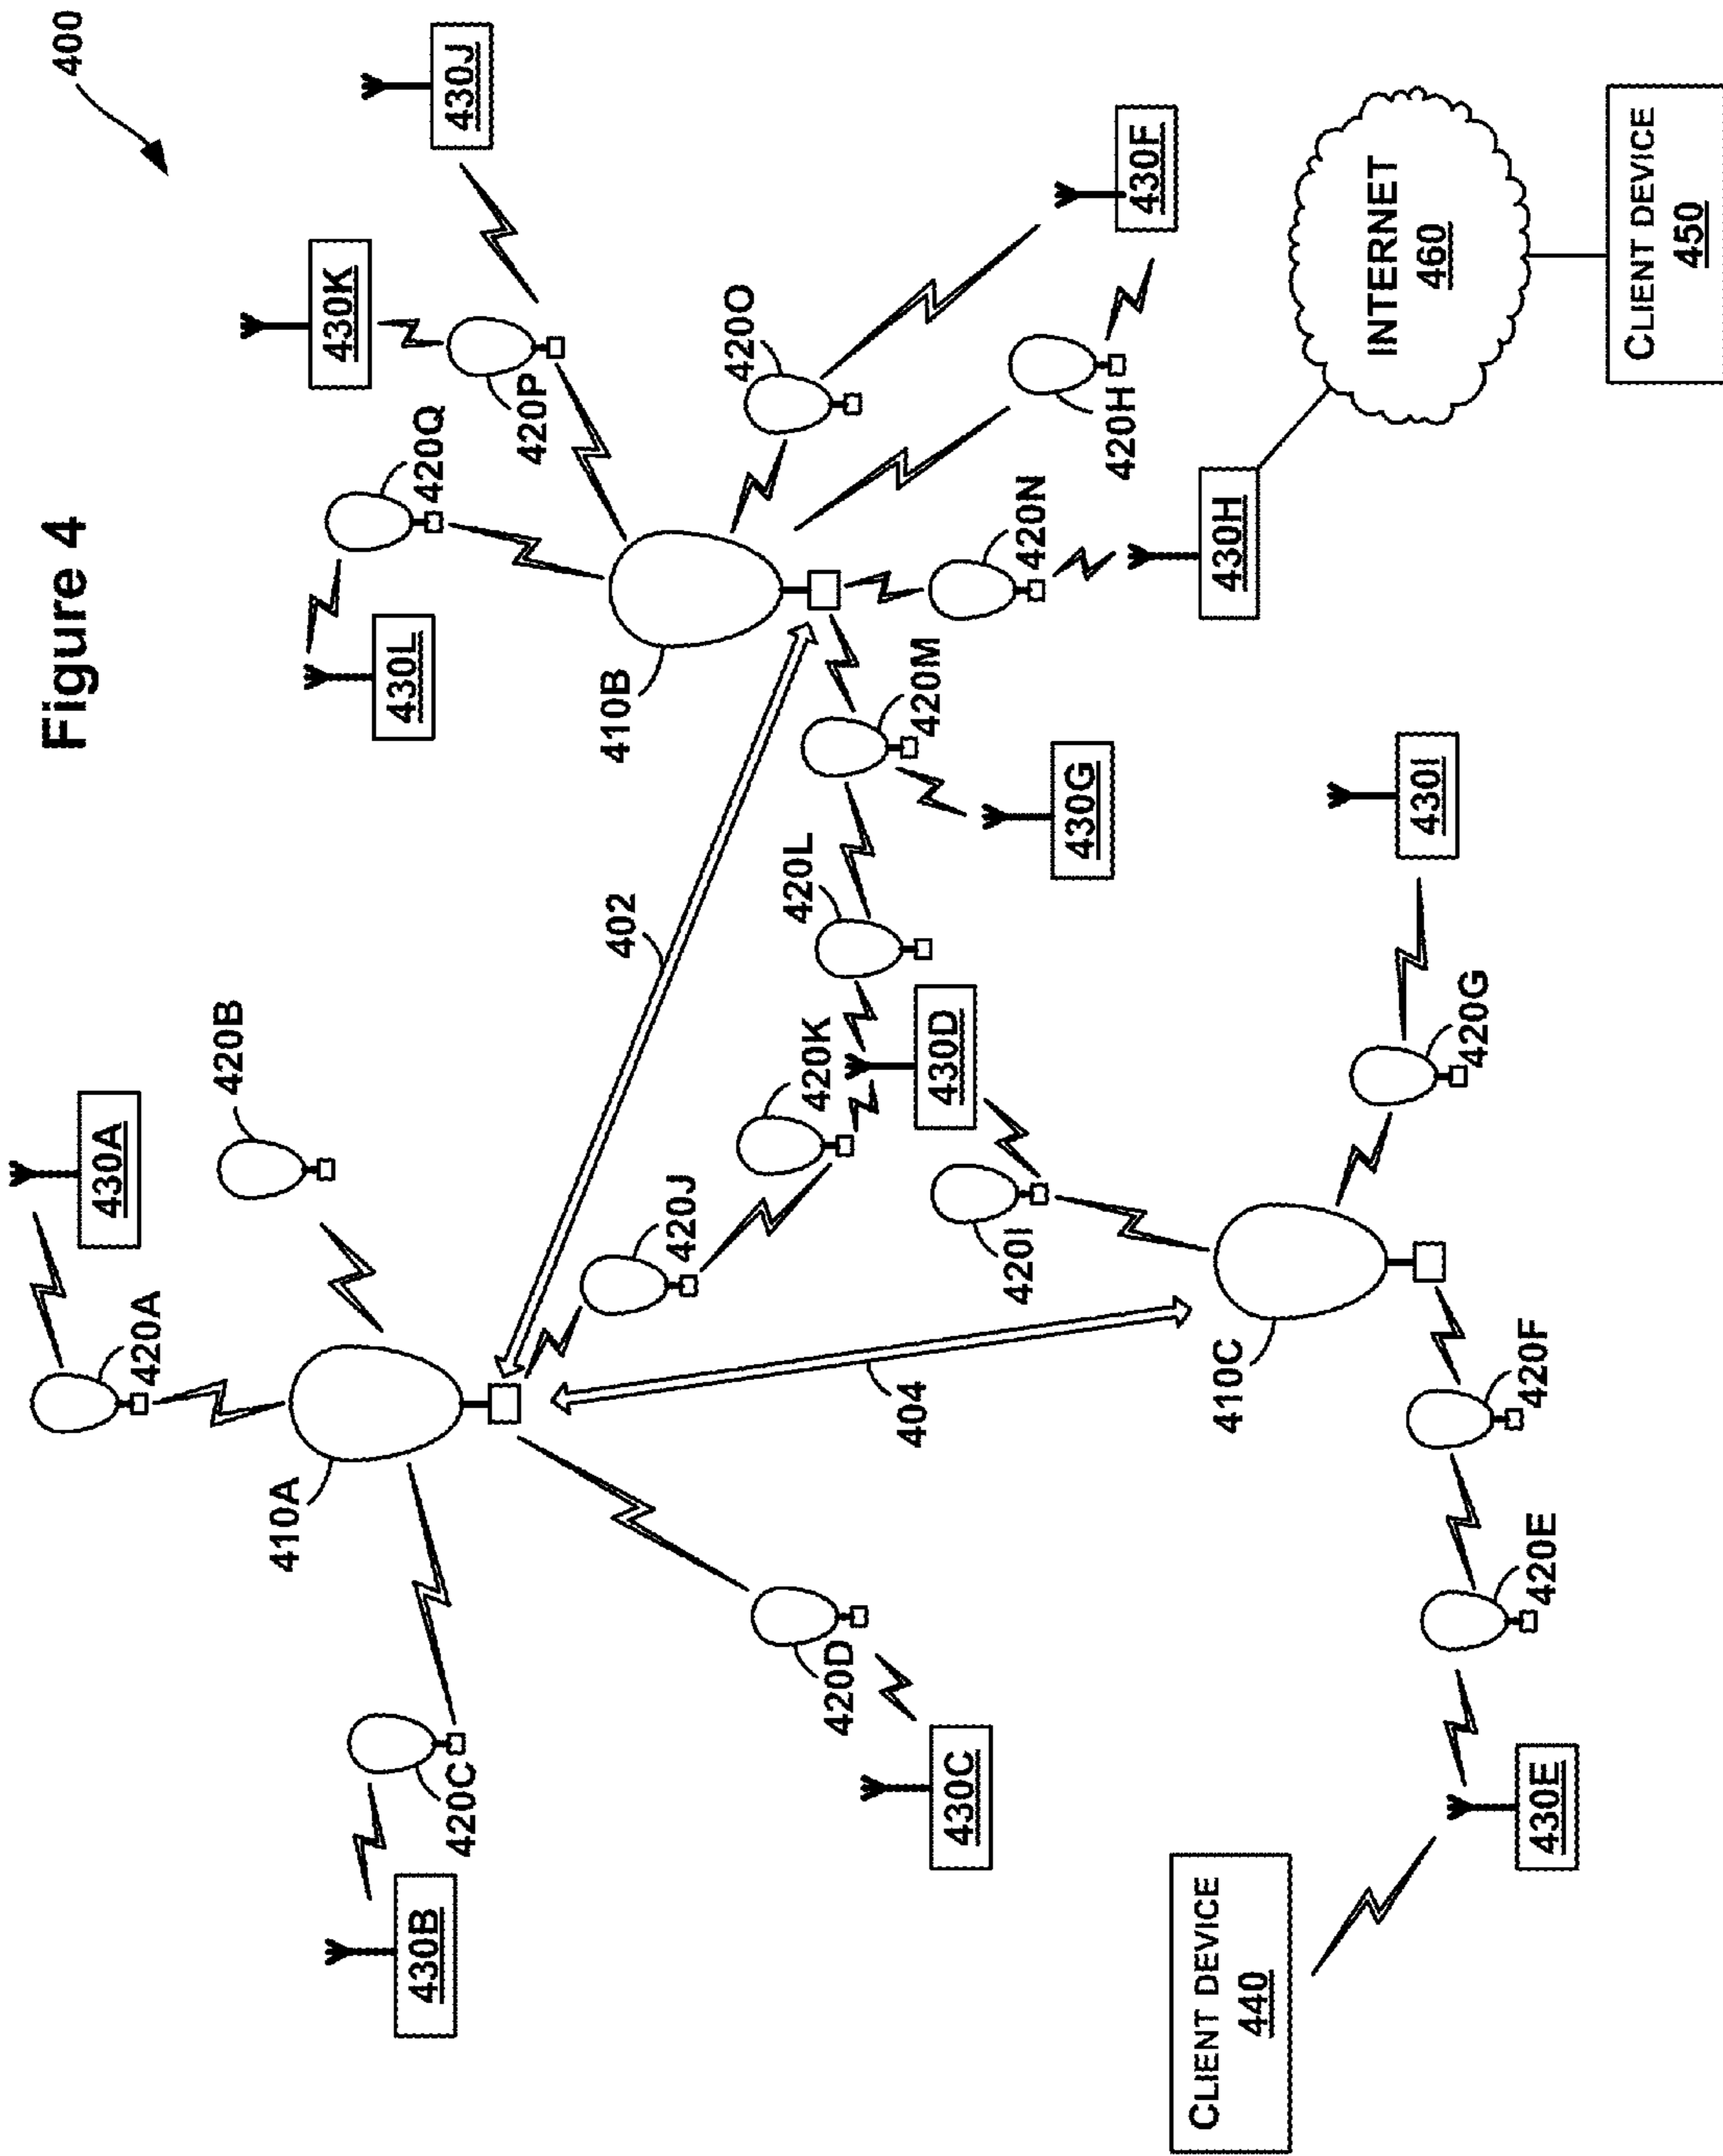 Figure 4
400
430A
420A
420B
410A
420C
430B
420D
430C
420J
420K
402
404
430L
420Q
430K
420P
430J
410B
420O
420H
430F
420N
430H
420M
430G
420L
430D
420I
410C
420G
430I
420F
420E
430E
CLIENT DEVICE
440
INTERNET
460
CLIENT DEVICE
450